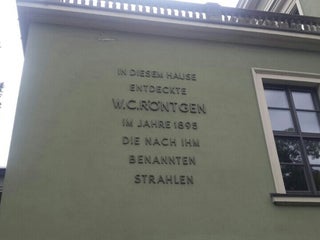 IN DIESEM HAUSE
ENTDECKTE
W.C.RÖNTGEN
IM JAHRE 1895
DIE NACH IHM
BENANNTEN
STRAHLEN